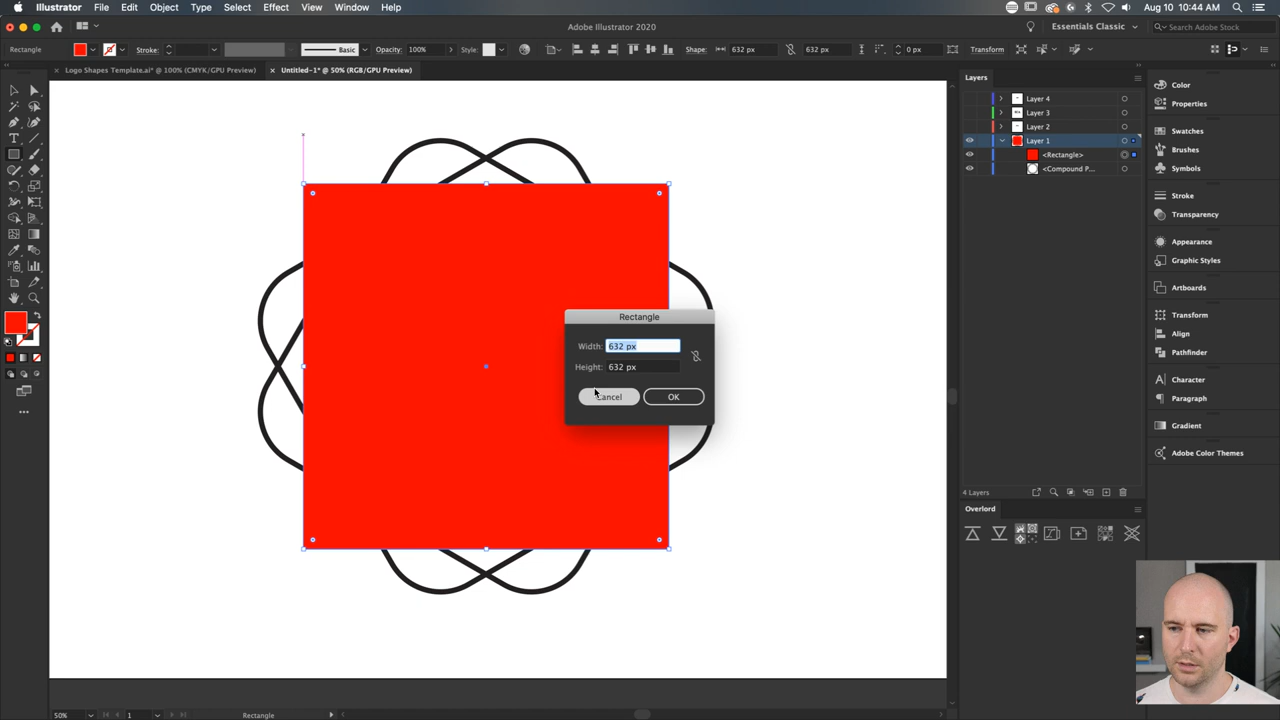 Illustrator File Edit Object Type Select Effect View Window Help
Aug 10 10:44 AM
Adobe Illustrator 2020
Essentials Classic
Search Adobe Stock
Rectangle Stroke: Basic Opacity: 100% Style: Shape: 632 px 632 px 0 px Transform
Logo Shapes Template.ai* @ 100% (CMYK/GPU Preview)
Untitled-1* @ 50% (RGB/GPU Preview)
Layers
Layer 4
Layer 3
Layer 2
Layer 1
<Rectangle>
<Compound P...
4 Layers
Overlord
Color
Properties
Swatches
Brushes
Symbols
Stroke
Transparency
Appearance
Graphic Styles
Artboards
Transform
Align
Pathfinder
Character
Paragraph
Gradient
Adobe Color Themes
Rectangle
Width: 632 px
Height: 632 px
Cancel OK
50% 1 Rectangle